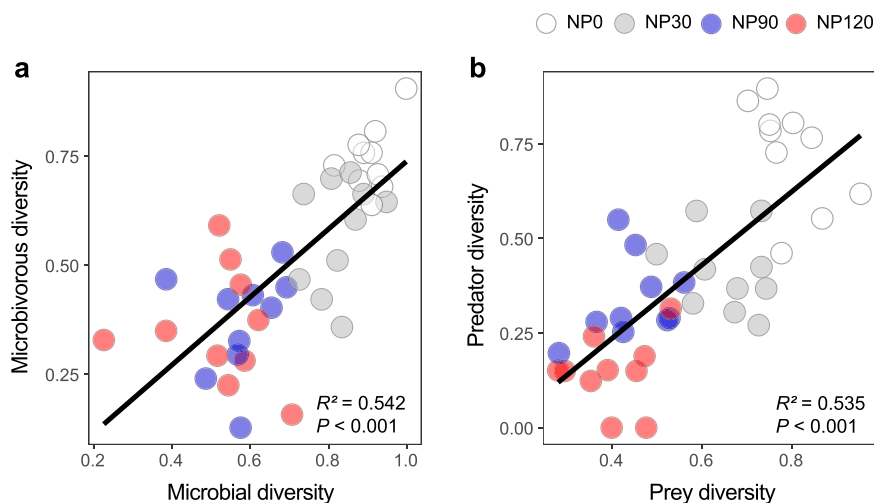 NP0 NP30 NP90 NP120
a
Microbivorous diversity
0.75
0.50
0.25
R² = 0.542
P < 0.001
0.2 0.4 0.6 0.8 1.0
Microbial diversity
b
Predator diversity
0.75
0.50
0.25
0.00
R² = 0.535
P < 0.001
0.4 0.6 0.8
Prey diversity